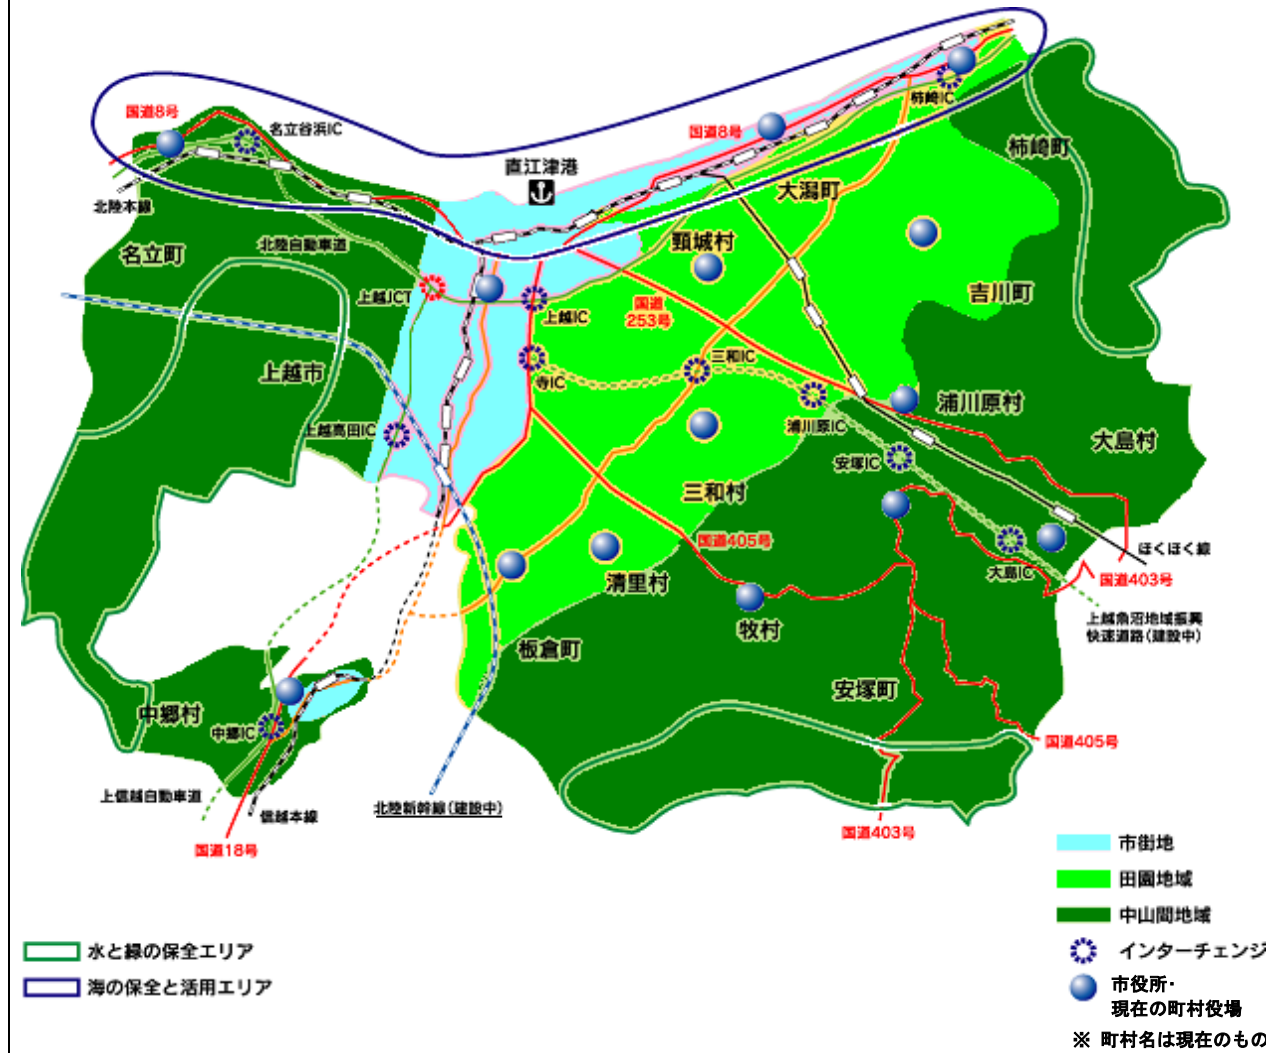 国道8号
名立谷浜IC
直江津港
国道8号
柿崎IC
柿崎町
大潟町
北陸本線
名立町
北陸自動車道
頸城村
上越JCT
上越IC
国道
253号
吉川町
三和IC
寺IC
上越市
浦川原村
浦川原IC
上越高田IC
大島村
安塚IC
三和村
国道405号
ほくほく線
大島IC
国道403号
清里村
牧村
上越魚沼地域振興
快速道路(建設中)
板倉町
安塚町
中郷村
中郷IC
国道405号
上信越自動車道
信越本線
北陸新幹線(建設中)
国道403号
国道18号
市街地
田園地域
中山間地域
水と緑の保全エリア
インターチェンジ
海の保全と活用エリア
市役所・
現在の町村役場
※ 町村名は現在のもの